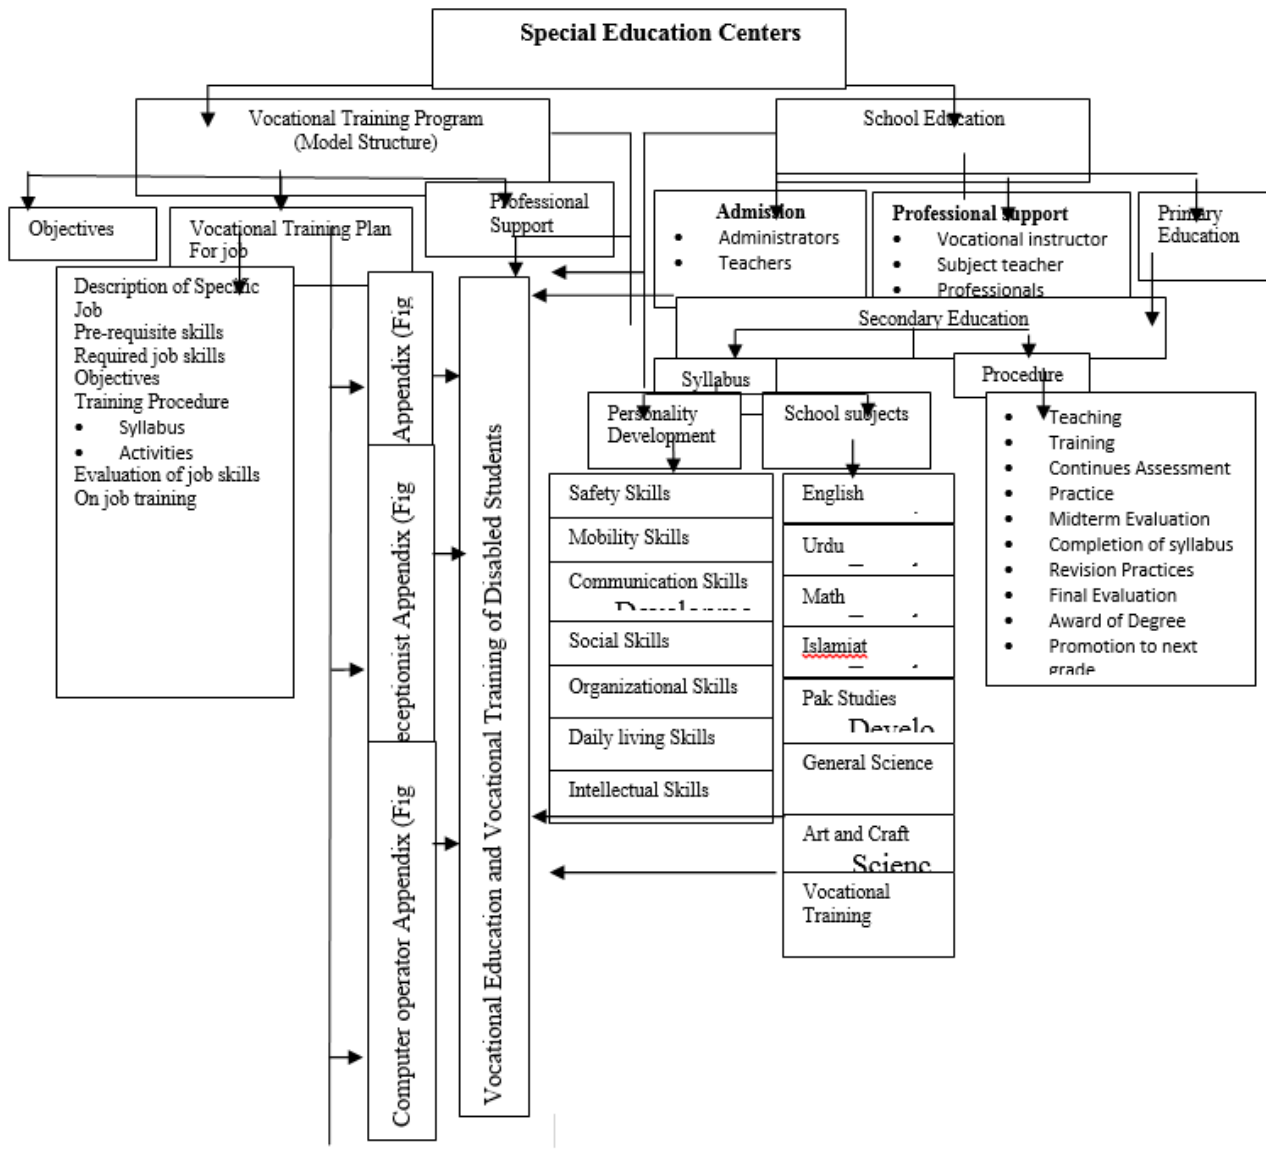 Special Education Centers
Vocational Training Program
(Model Structure)
School Education
Objectives
Vocational Training Plan
For job
Professional
Support
Admission
• Administrators
• Teachers
Professional support
• Vocational instructor
• Subject teacher
• Professionals
Primary
Education
Description of Specific
Job
Pre-requisite skills
Required job skills
Objectives
Training Procedure
• Syllabus
• Activities
Evaluation of job skills
On job training
Appendix (Fig
eceptionist Appendix (Fig
Computer operator Appendix (Fig
Vocational Education and Vocational Training of Disabled Students
Secondary Education
Syllabus
Procedure
Personality
Development
School subjects
Safety Skills
Mobility Skills
Communication Skills
Social Skills
Organizational Skills
Daily living Skills
Intellectual Skills
English
Urdu
Math
Islamiat
Pak Studies
Develo
General Science
Art and Craft
Scienc
Vocational
Training
• Teaching
• Training
• Continues Assessment
• Practice
• Midterm Evaluation
• Completion of syllabus
• Revision Practices
• Final Evaluation
• Award of Degree
• Promotion to next
grade